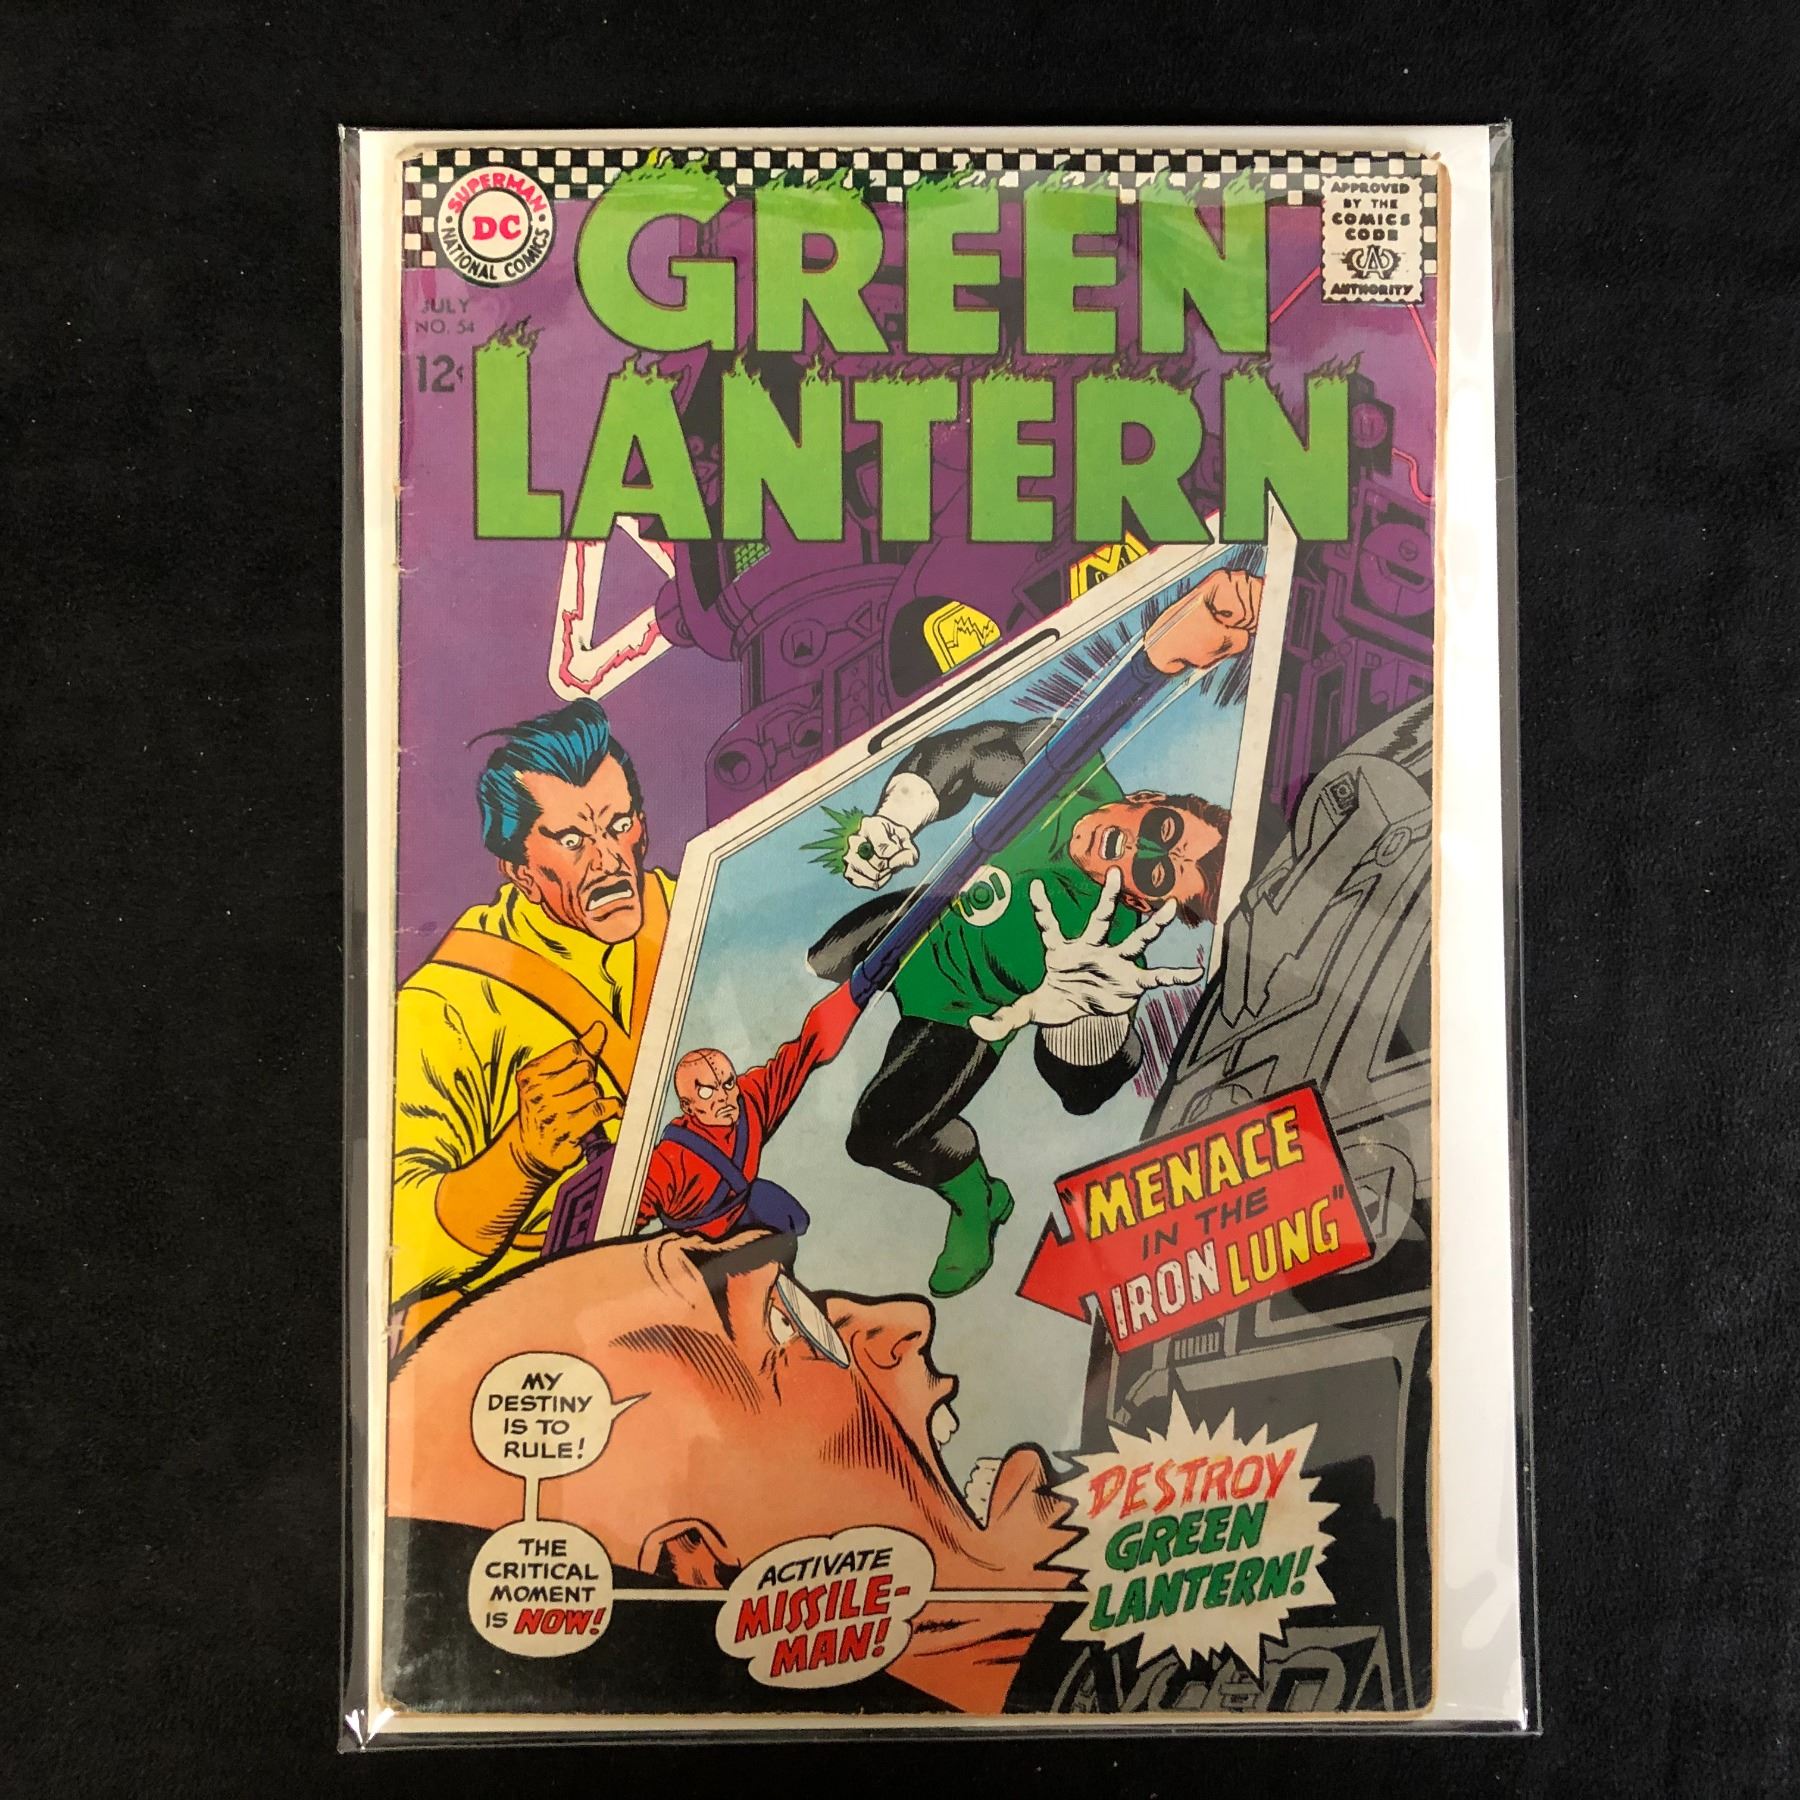 SUPERMAN
DC
NATIONAL COMICS
GREEN
LANTERN
APPROVED
BY THE
COMICS
CODE
CA
AUTHORITY
JULY
NO. 54
12¢
"MENACE
IN THE
IRON LUNG"
MY
DESTINY
IS TO
RULE!
THE
CRITICAL
MOMENT
IS NOW!
ACTIVATE
MISSILE-
MAN!
DESTROY
GREEN
LANTERN!